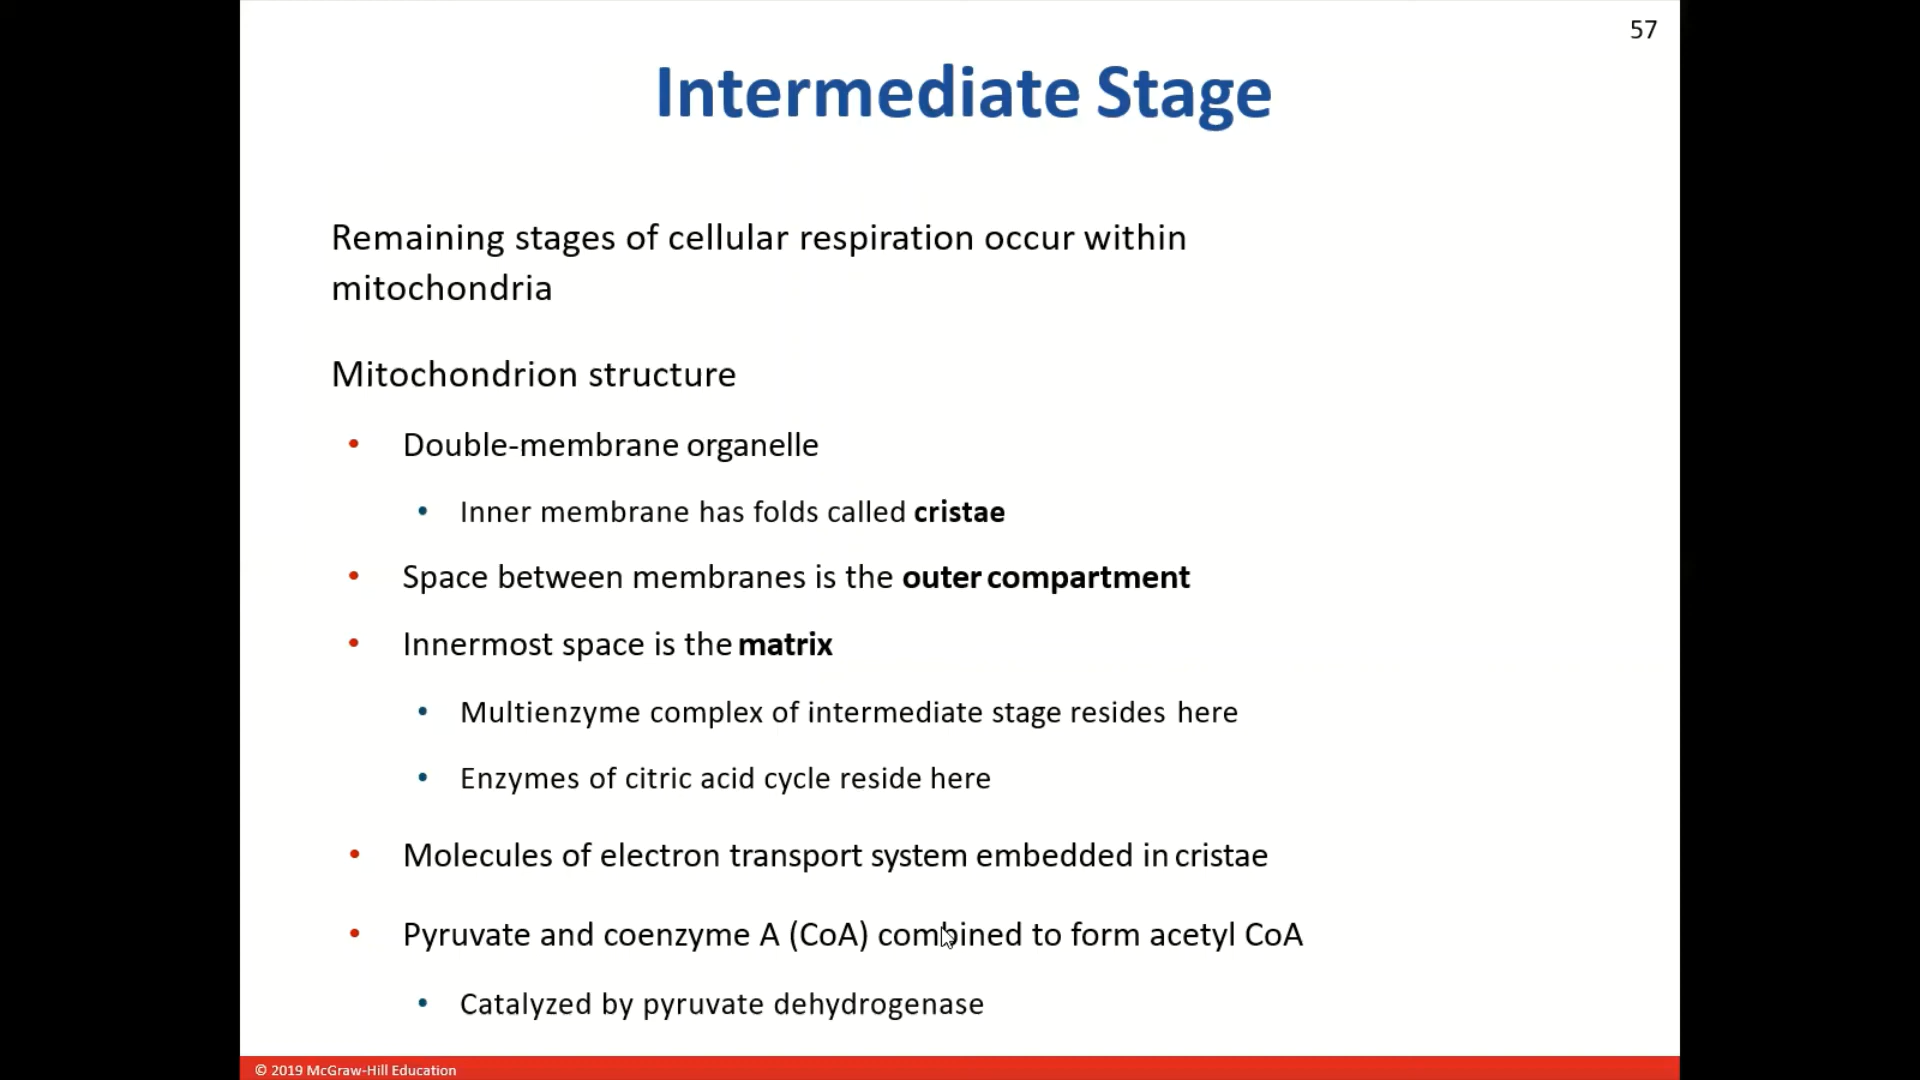 57
Intermediate Stage
Remaining stages of cellular respiration occur within
mitochondria
Mitochondrion structure
• Double-membrane organelle
• Inner membrane has folds called cristae
• Space between membranes is the outer compartment
• Innermost space is the matrix
• Multienzyme complex of intermediate stage resides here
• Enzymes of citric acid cycle reside here
• Molecules of electron transport system embedded in cristae
• Pyruvate and coenzyme A (CoA) combined to form acetyl CoA
• Catalyzed by pyruvate dehydrogenase
© 2019 McGraw-Hill Education